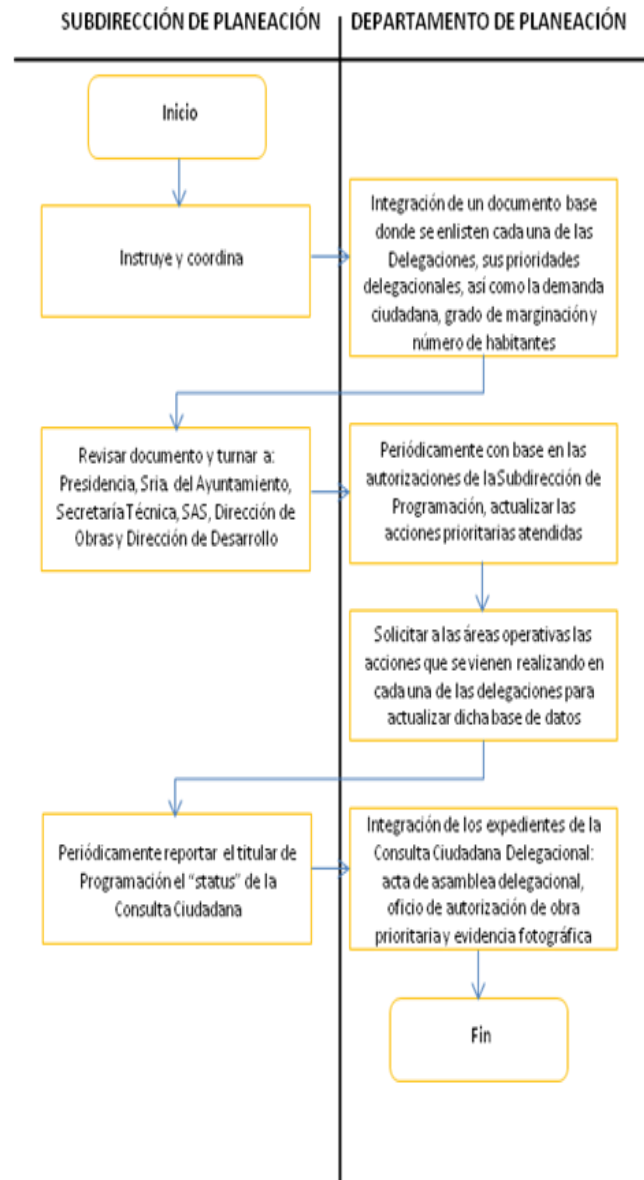 SUBDIRECCIÓN DE PLANEACIÓN
DEPARTAMENTO DE PLANEACIÓN
Inicio
Instruye y coordina
Integración de un documento base
donde se enlisten cada una de las
Delegaciones, sus prioridades
delegacionales, así como la demanda
ciudadana, grado de marginación y
número de habitantes
Revisar documento y turnar a:
Presidencia, Sria. del Ayuntamiento,
Secretaría Técnica, SAS, Dirección de
Obras y Dirección de Desarrollo
Periódicamente con base en las
autorizaciones de la Subdirección de
Programación, actualizar las
acciones prioritarias atendidas
Solicitar a las áreas operativas las
acciones que se vienen realizando en
cada una de las delegaciones para
actualizar dicha base de datos
Periódicamente reportar el titular de
Programación el "status" de la
Consulta Ciudadana
Integración de los expedientes de la
Consulta Ciudadana Delegacional:
acta de asamblea delegacional,
oficio de autorización de obra
prioritaria y evidencia fotográfica
Fin